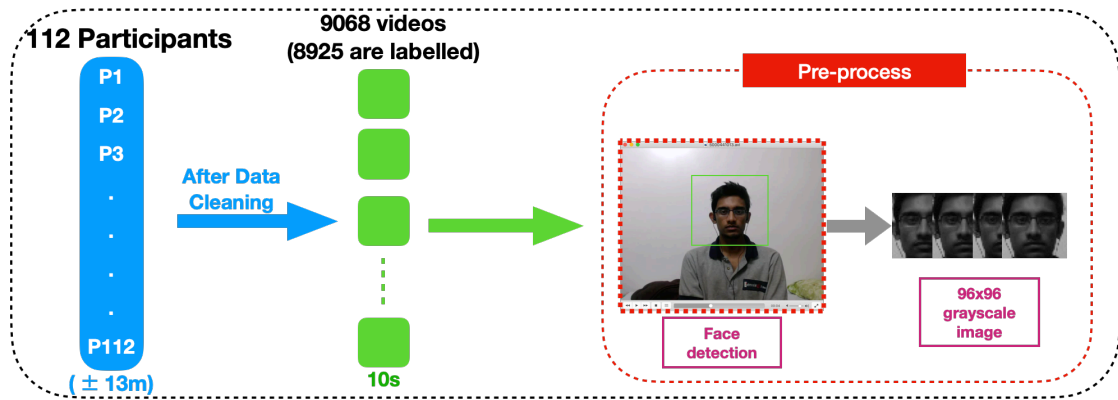 112 Participants
P1
P2
P3
.
.
.
.
P112
( ± 13m)
After Data
Cleaning
9068 videos
(8925 are labelled)
10s
Pre-process
Face
detection
96x96
grayscale
image